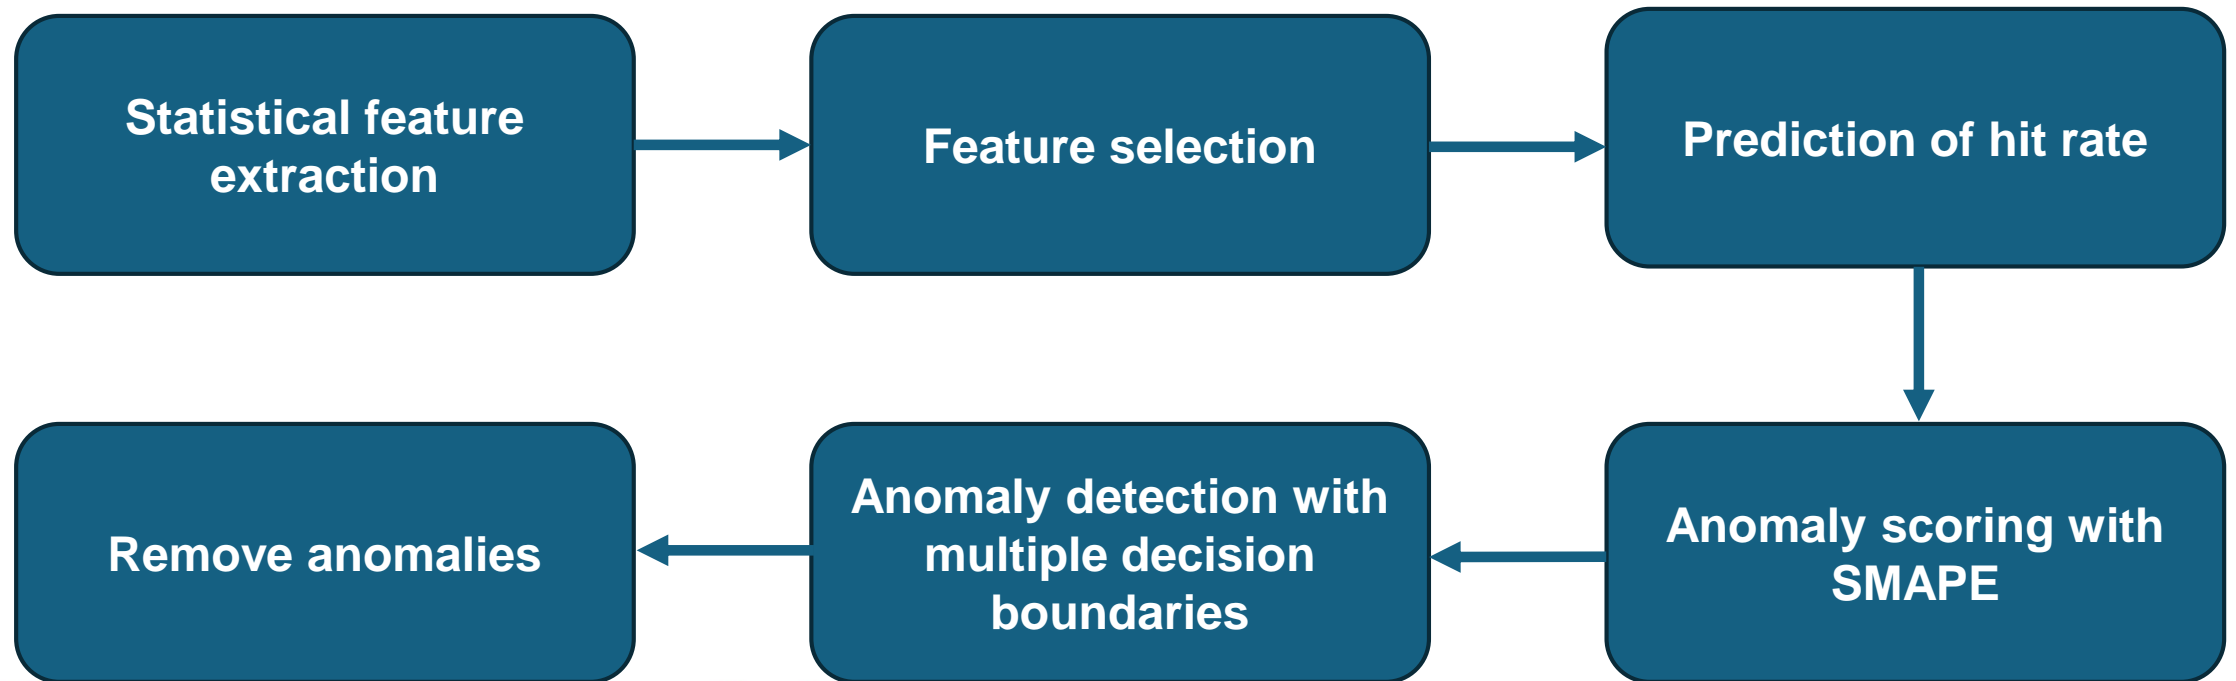 Statistical feature
extraction
Feature selection
Prediction of hit rate
Anomaly scoring with
SMAPE
Anomaly detection with
multiple decision
boundaries
Remove anomalies